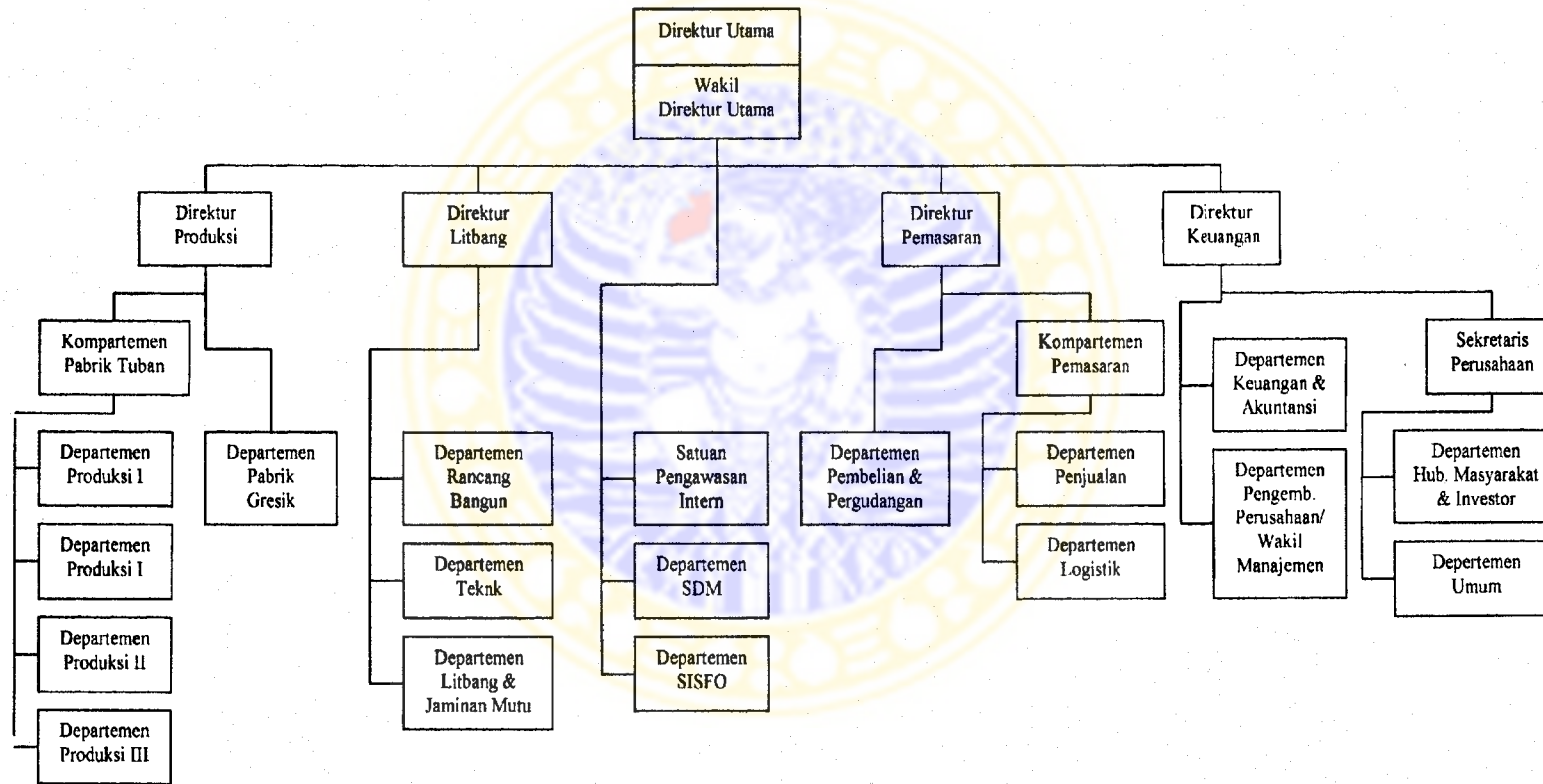 Direktur Utama
Wakil
Direktur Utama
Direktur
Produksi
Direktur
Litbang
Direktur
Pemasaran
Direktur
Keuangan
Kompartemen
Pabrik Tuban
Departemen
Produksi I
Departemen
Produksi I
Departemen
Produksi II
Departemen
Produksi III
Departemen
Pabrik
Gresik
Departemen
Rancang
Bangun
Departemen
Teknk
Departemen
Litbang &
Jaminan Mutu
Satuan
Pengawasan
Intern
Departemen
SDM
Departemen
SISFO
Departemen
Pembelian &
Pergudangan
Kompartemen
Pemasaran
Departemen
Penjualan
Departemen
Logistik
Departemen
Keuangan &
Akuntansi
Departemen
Pengemb.
Perusahaan/
Wakil
Manajemen
Sekretaris
Perusahaan
Departemen
Hub. Masyarakat
& Investor
Depertemen
Umum